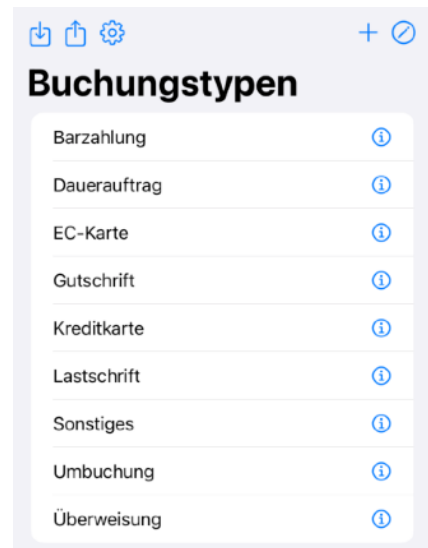 Buchungstypen
Barzahlung
Dauerauftrag
EC-Karte
Gutschrift
Kreditkarte
Lastschrift
Sonstiges
Umbuchung
Überweisung